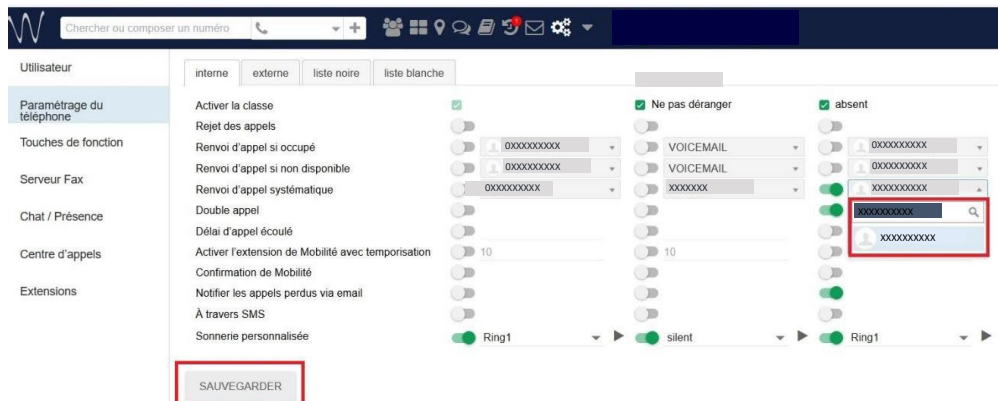 Chercher ou composer un numéro
Utilisateur
Paramétrage du téléphone
Touches de fonction
Serveur Fax
Chat / Présence
Centre d'appels
Extensions
interne externe liste noire liste blanche
Activer la classe Ne pas déranger absent
Rejet des appels
Renvoi d'appel si occupé 0XXXXXXXXX VOICEMAIL 0XXXXXXXXX
Renvoi d'appel si non disponible 0XXXXXXXXX VOICEMAIL 0XXXXXXXXX
Renvoi d'appel systématique 0XXXXXXXXX XXXXXXX XXXXXXXXXX
Double appel XXXXXXXXXX
Délai d'appel écoulé XXXXXXXXXX
Activer l'extension de Mobilité avec temporisation 10 10
Confirmation de Mobilité
Notifier les appels perdus via email
À travers SMS
Sonnerie personnalisée Ring1 silent Ring1
SAUVEGARDER